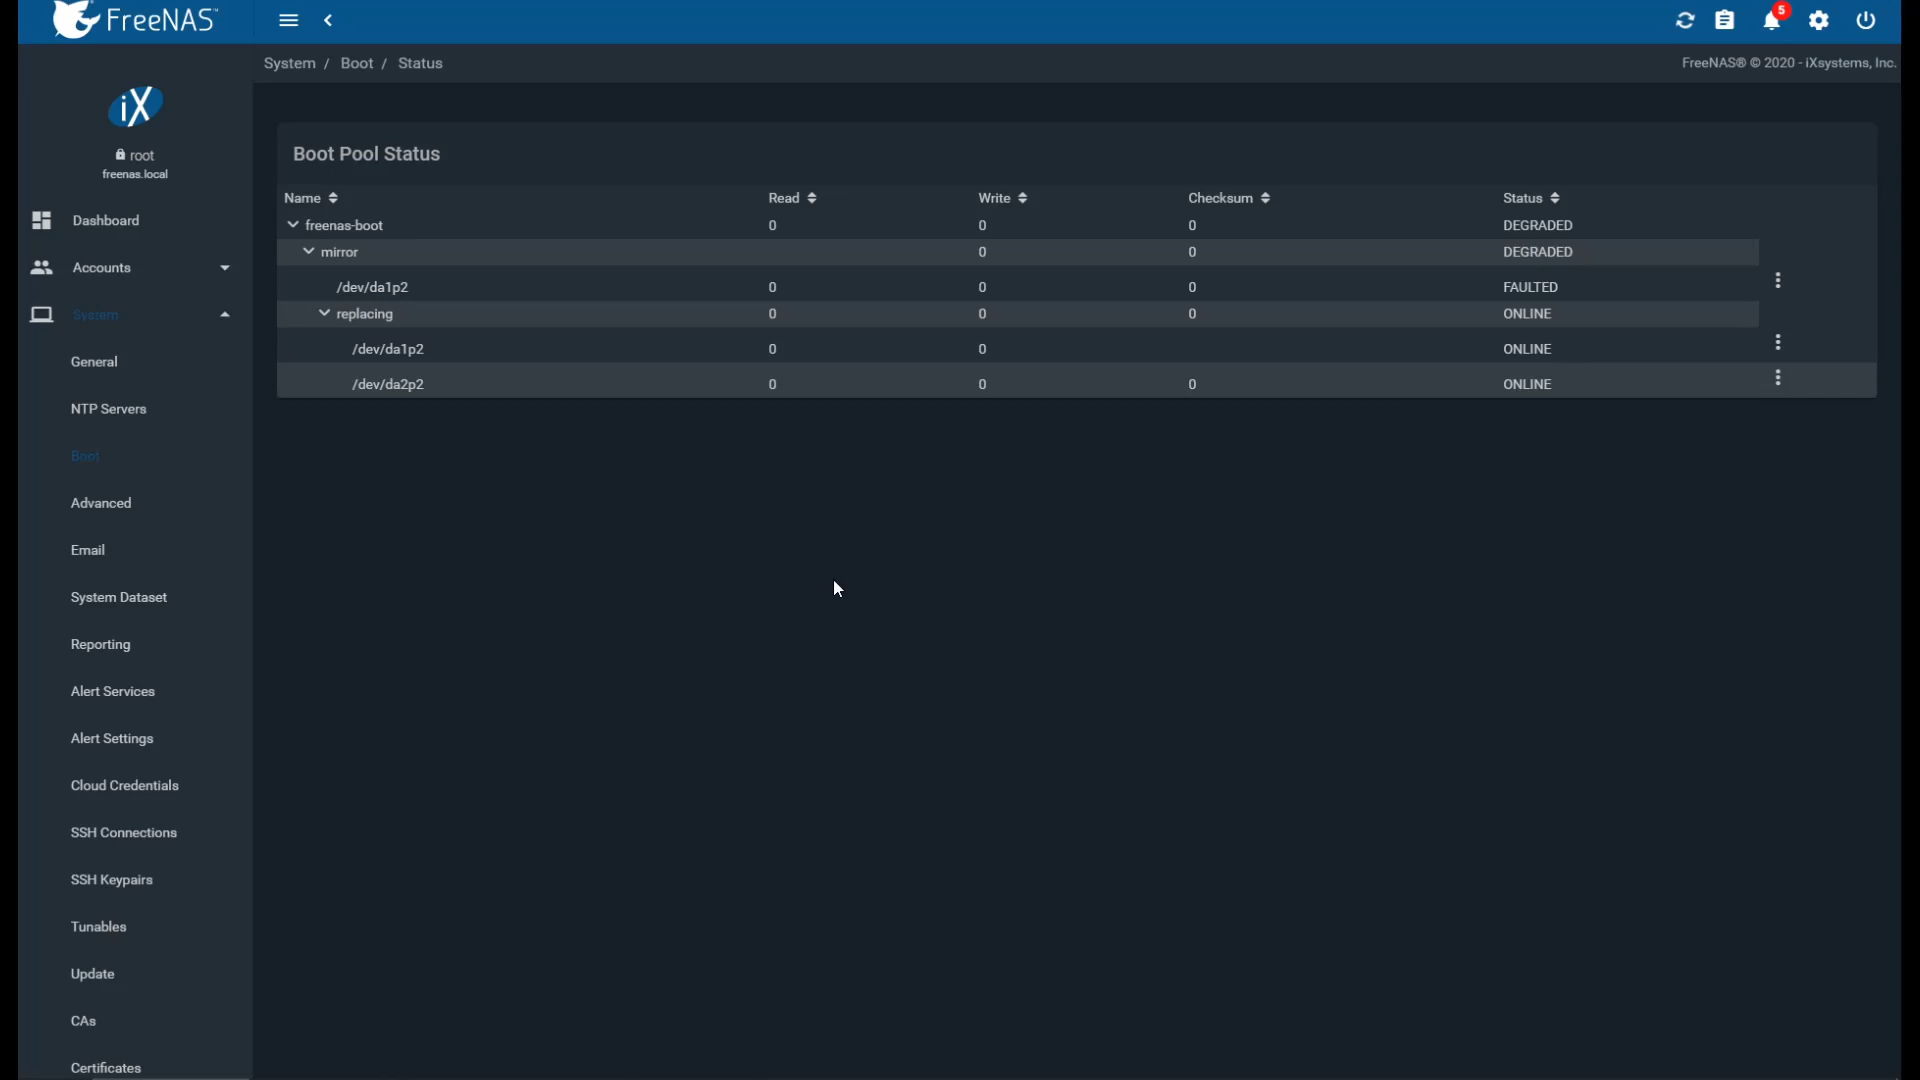 FreeNAS™
5
System / Boot / Status
FreeNAS® © 2020 - iXsystems, Inc.
iX
root
freenas.local
Dashboard
Accounts
System
General
NTP Servers
Boot
Advanced
Email
System Dataset
Reporting
Alert Services
Alert Settings
Cloud Credentials
SSH Connections
SSH Keypairs
Tunables
Update
CAs
Certificates
Boot Pool Status
Name Read Write Checksum Status
freenas-boot 0 0 0 DEGRADED
mirror 0 0 DEGRADED
/dev/da1p2 0 0 0 FAULTED
replacing 0 0 0 ONLINE
/dev/da1p2 0 0 ONLINE
/dev/da2p2 0 0 0 ONLINE